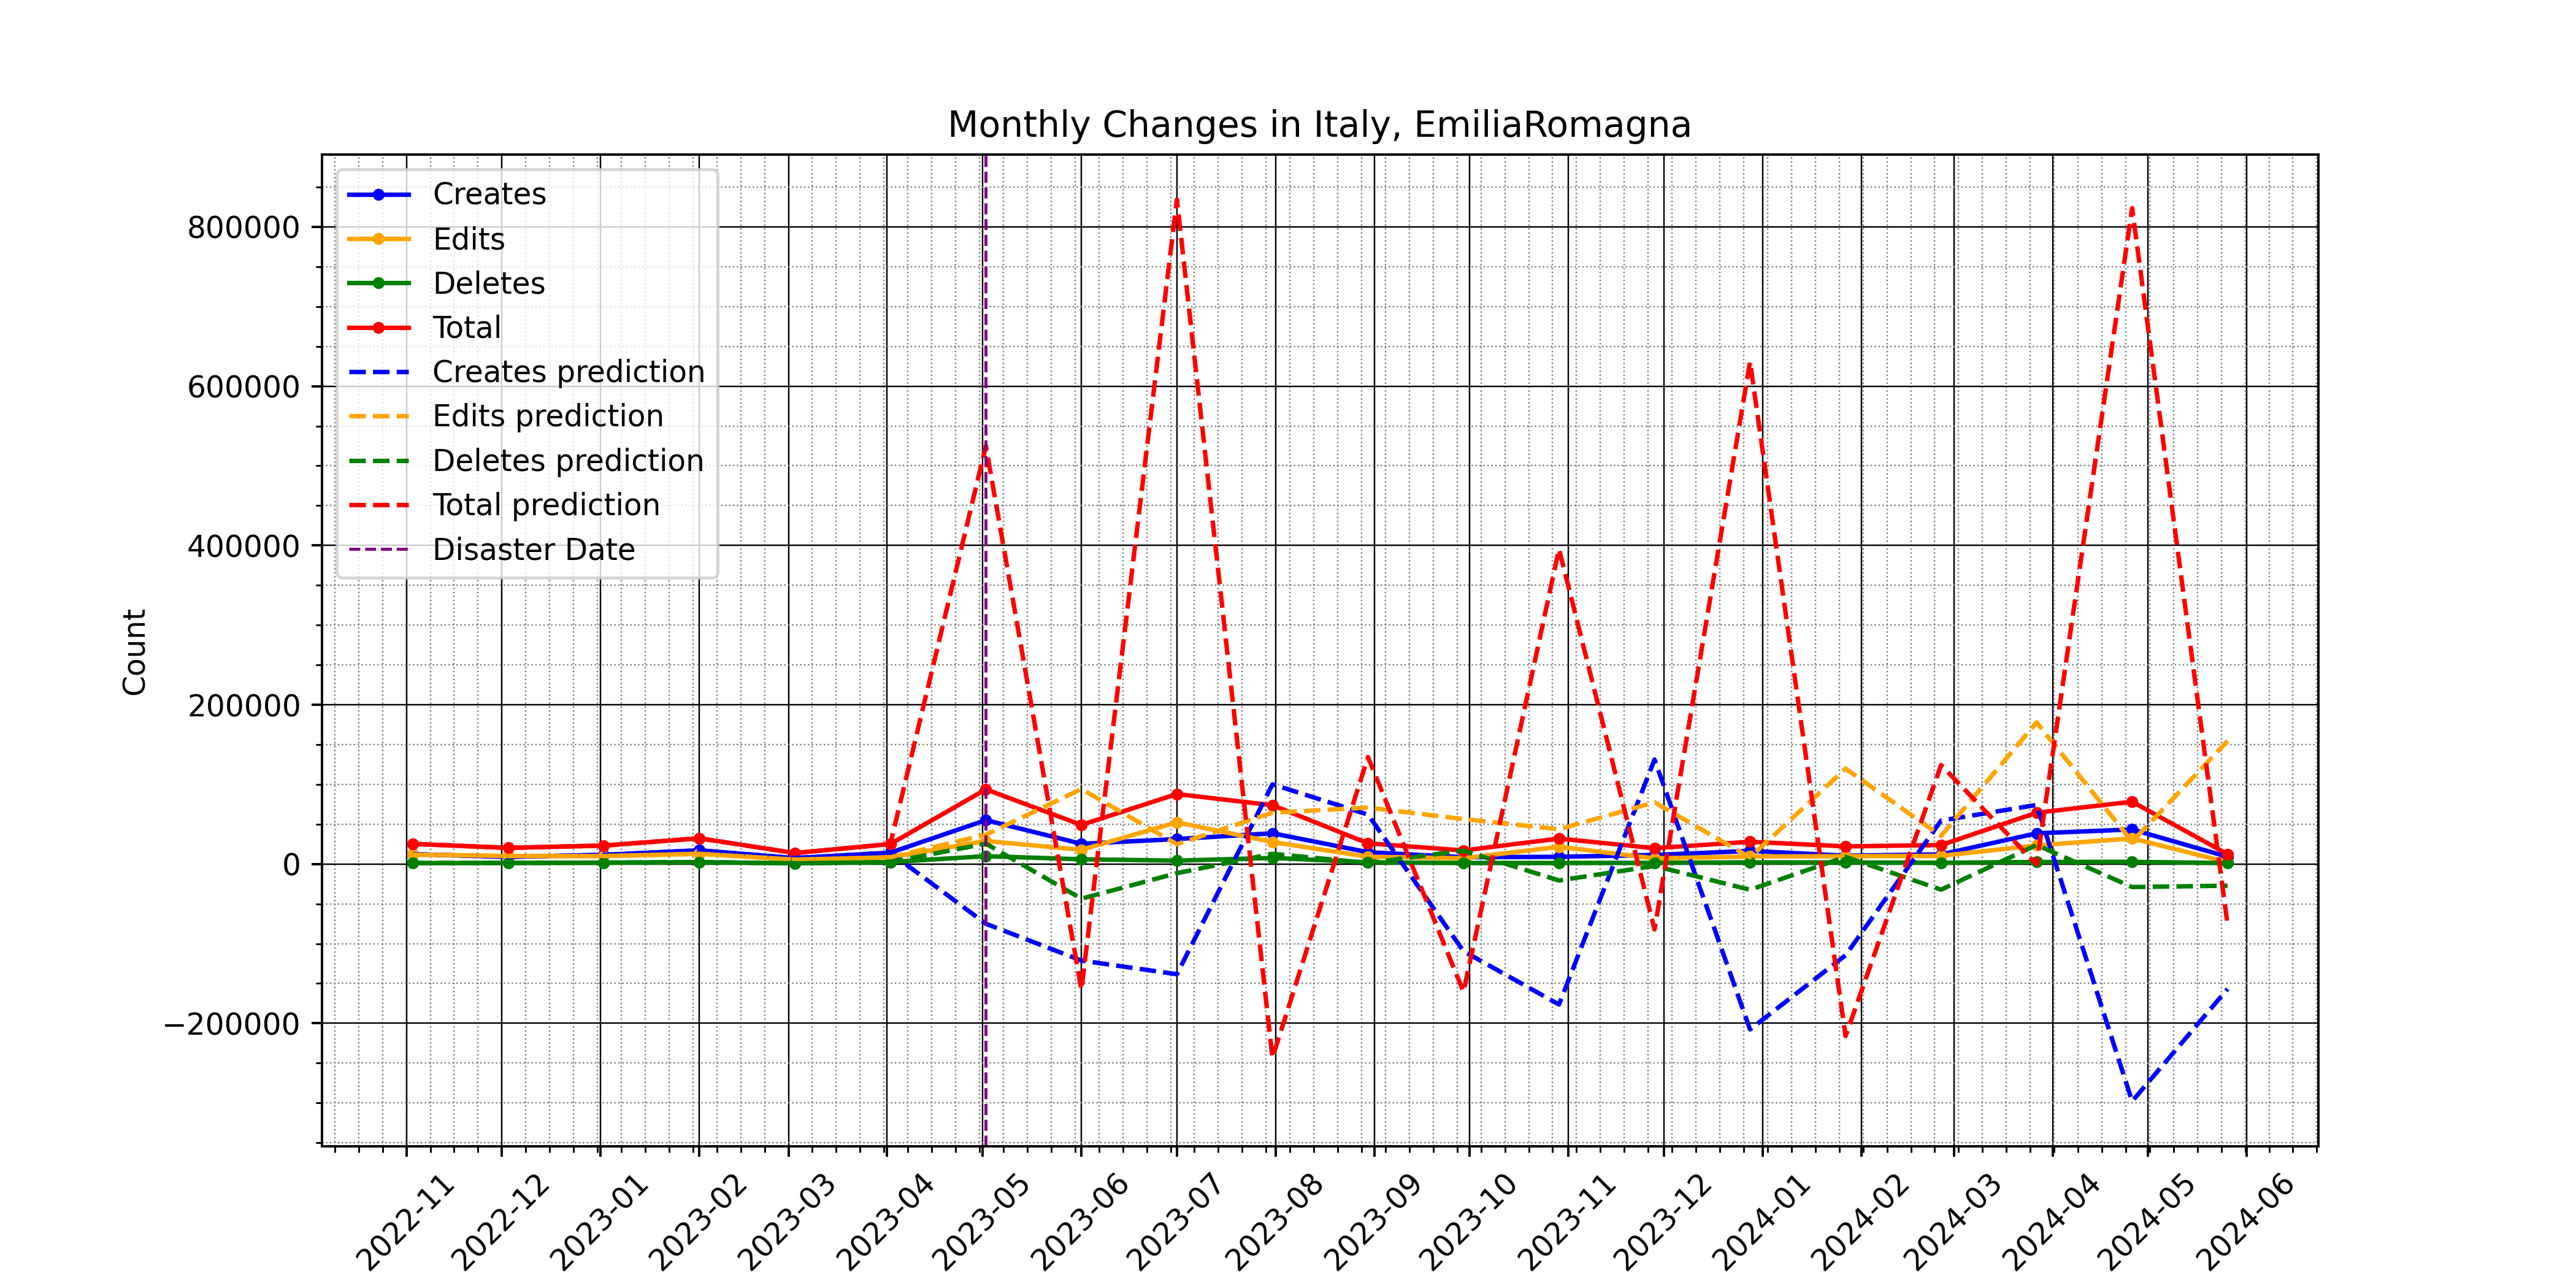 Monthly Changes in Italy, EmiliaRomagna
Creates
Edits
Deletes
Total
Creates prediction
Edits prediction
Deletes prediction
Total prediction
Disaster Date
Count
800000
600000
400000
200000
0
−200000
2022-11
2022-12
2023-01
2023-02
2023-03
2023-04
2023-05
2023-06
2023-07
2023-08
2023-09
2023-10
2023-11
2023-12
2024-01
2024-02
2024-03
2024-04
2024-05
2024-06